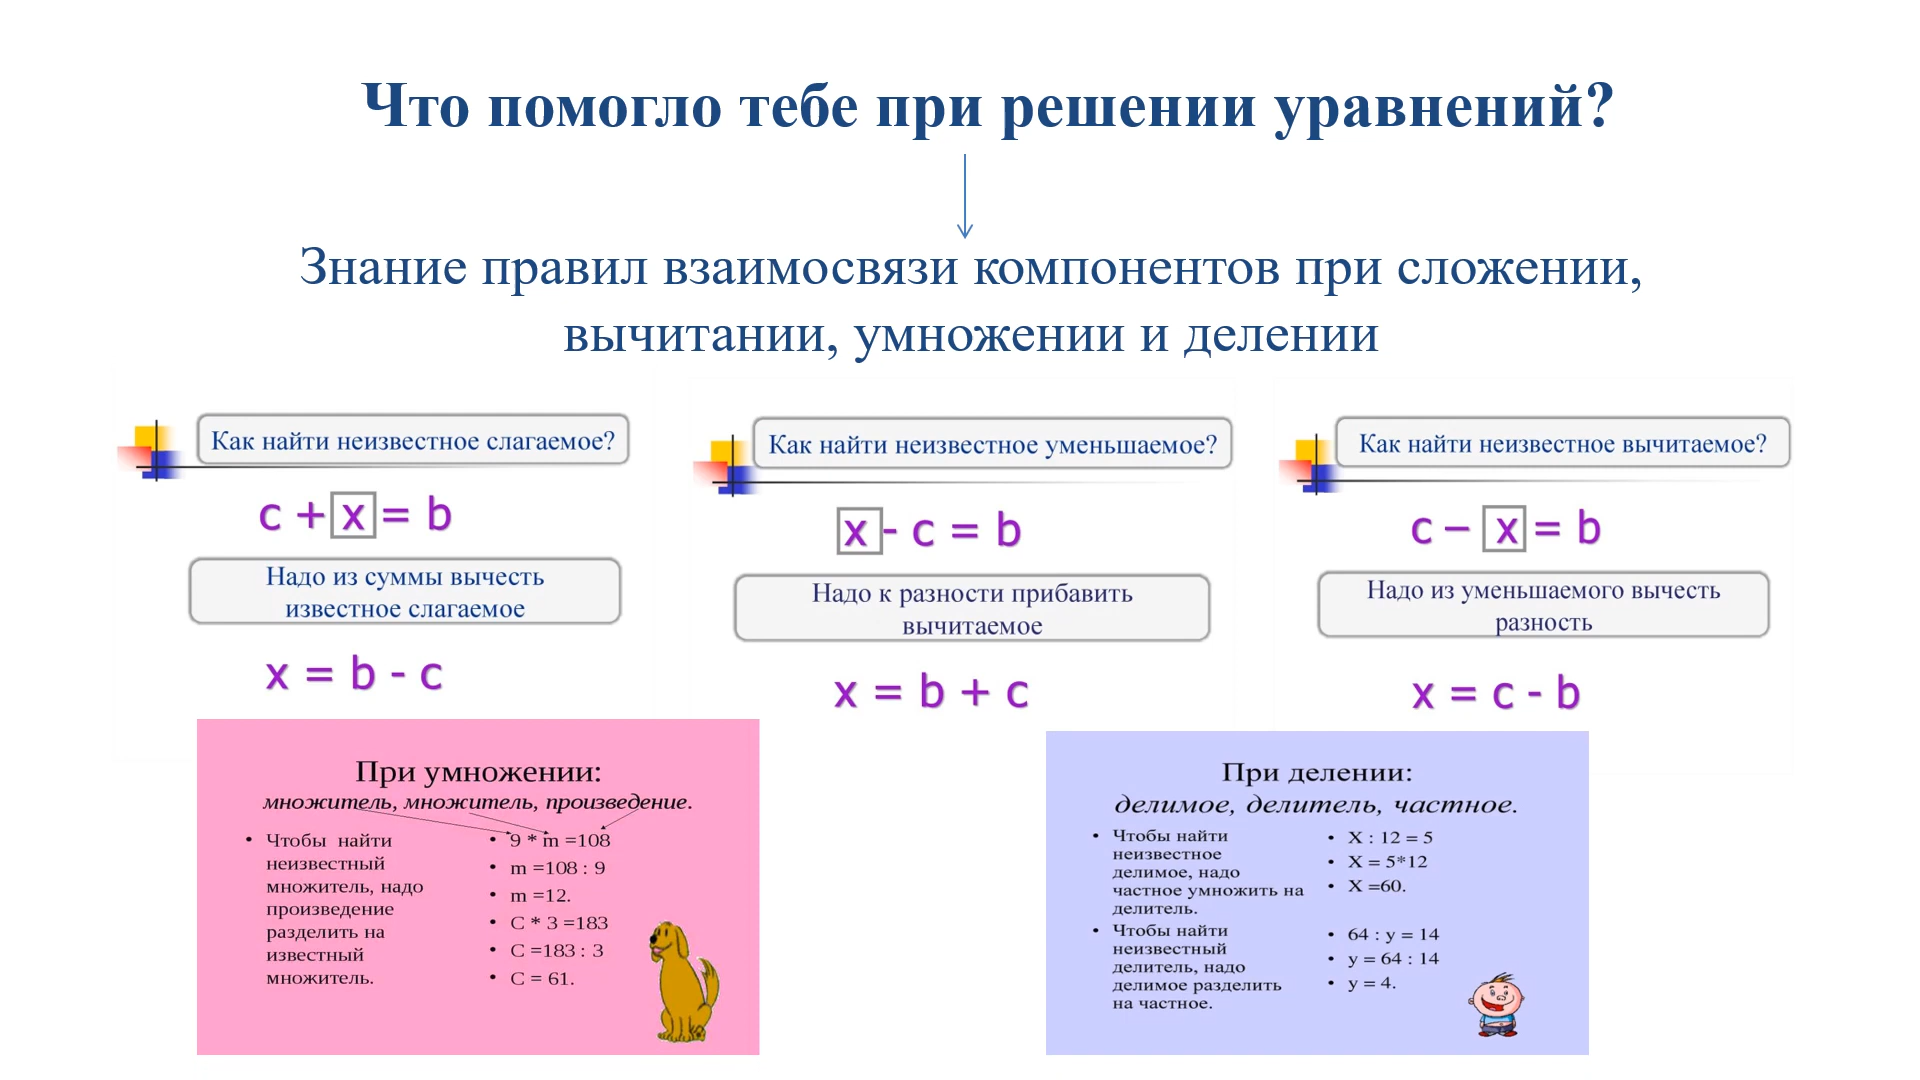 Что помогло тебе при решении уравнений?
Знание правил взаимосвязи компонентов при сложении,
вычитании, умножении и делении
Как найти неизвестное слагаемое?
c + x = b
Надо из суммы вычесть
известное слагаемое
x = b - c
Как найти неизвестное уменьшаемое?
x - c = b
Надо к разности прибавить
вычитаемое
x = b + c
Как найти неизвестное вычитаемое?
c – x = b
Надо из уменьшаемого вычесть
разность
x = c - b
При умножении:
множитель, множитель, произведение.
• Чтобы найти
неизвестный
множитель, надо
произведение
разделить на
известный
множитель.
• 9 * m =108
• m =108 : 9
• m =12.
• С * 3 =183
• С =183 : 3
• С = 61.
При делении:
делимое, делитель, частное.
• Чтобы найти
неизвестное
делимое, надо
частное умножить на
делитель.
• Чтобы найти
неизвестный
делитель, надо
делимое разделить
на частное.
• Х : 12 = 5
• Х = 5*12
• Х =60.
• 64 : у = 14
• у = 64 : 14
• у = 4.